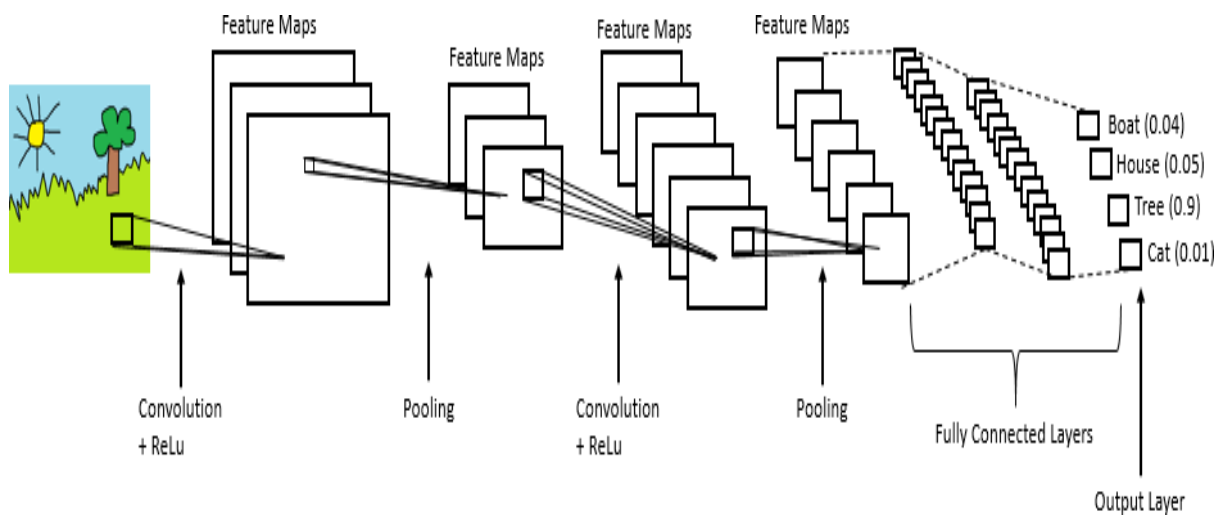 Feature Maps
Feature Maps
Feature Maps
Feature Maps
Boat (0.04)
House (0.05)
Tree (0.9)
Cat (0.01)
Convolution
+ ReLu
Pooling
Convolution
+ ReLu
Pooling
Fully Connected Layers
Output Layer